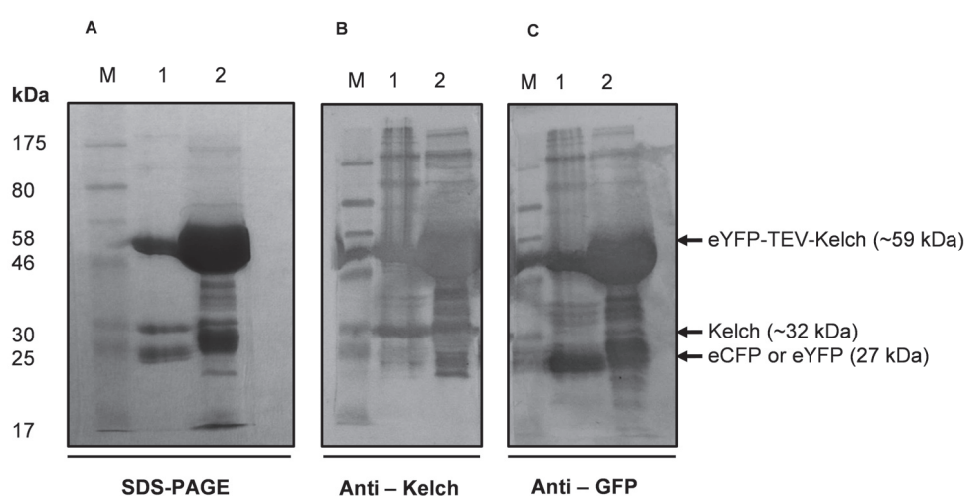 A
B
C
M 1 2
M 1 2
M 1 2
kDa
175
80
58
46
30
25
17
eYFP-TEV-Kelch (~59 kDa)
Kelch (~32 kDa)
eCFP or eYFP (27 kDa)
SDS-PAGE
Anti – Kelch
Anti – GFP